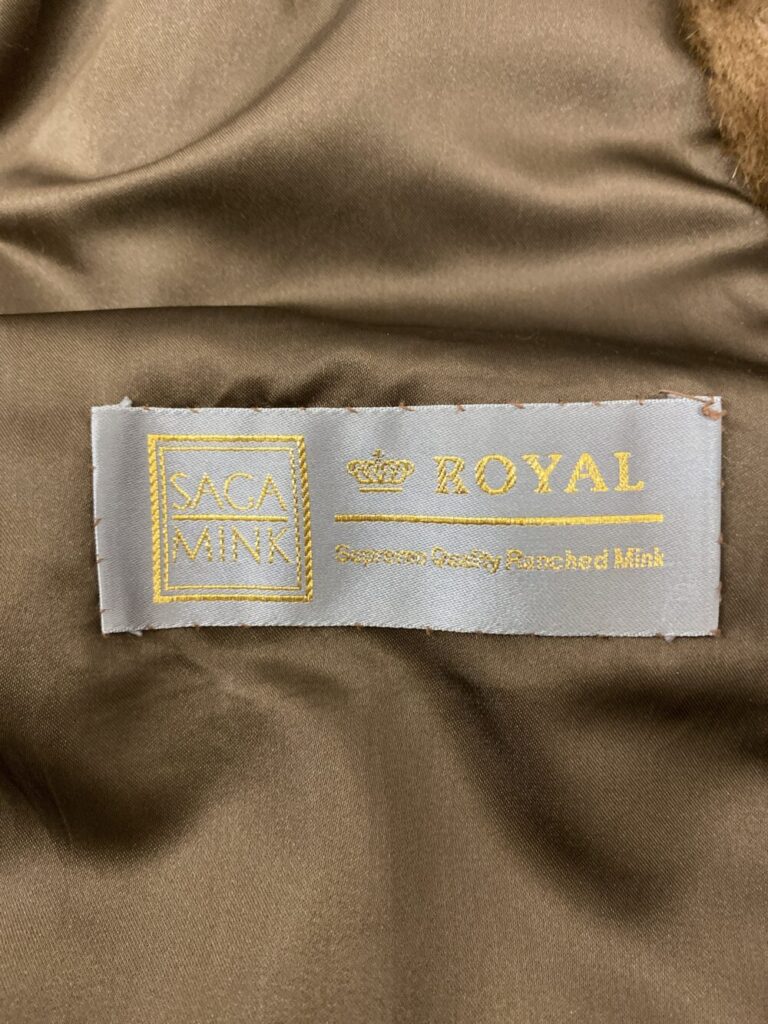 SAGA
MINK
ROYAL
Supreme Quality Ranched Mink